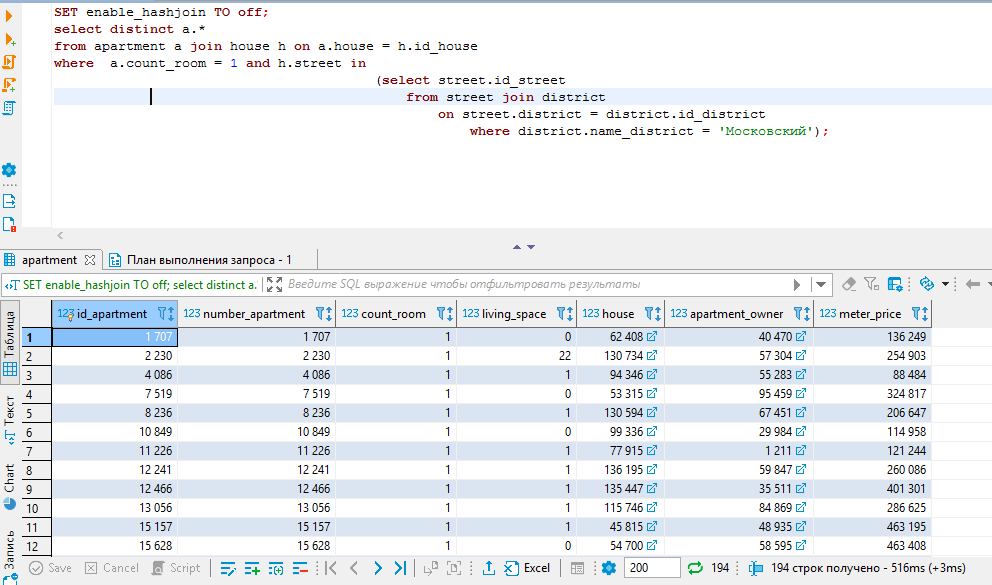 SET enable_hashjoin TO off;
select distinct a.*
from apartment a join house h on a.house = h.id_house
where  a.count_room = 1 and h.street in
(select street.id_street
from street join district
on street.district = district.id_district
where district.name_district = 'Московский');
apartment План выполнения запроса - 1
SET enable_hashjoin TO off; select distinct a. Введите SQL выражение чтобы отфильтровать результаты
Таблица
Текст
Chart
Запись
123 id_apartment 123 number_apartment 123 count_room 123 living_space 123 house 123 apartment_owner 123 meter_price
1 1 707 1 707 1 0 62 408 40 470 136 249
2 2 230 2 230 1 22 130 734 57 304 254 903
3 4 086 4 086 1 1 94 346 55 283 88 484
4 7 519 7 519 1 0 53 315 95 459 324 817
5 8 236 8 236 1 1 130 594 67 451 206 647
6 10 849 10 849 1 0 99 336 29 984 114 958
7 11 226 11 226 1 1 77 915 1 211 121 244
8 12 241 12 241 1 1 136 195 59 847 260 086
9 12 466 12 466 1 1 135 447 35 511 401 301
10 13 056 13 056 1 1 115 746 84 869 286 625
11 15 157 15 157 1 1 45 815 48 935 463 195
12 15 628 15 628 1 0 54 700 58 595 463 408
Save Cancel Script Excel 200 194 194 строк получено - 516ms (+3ms)